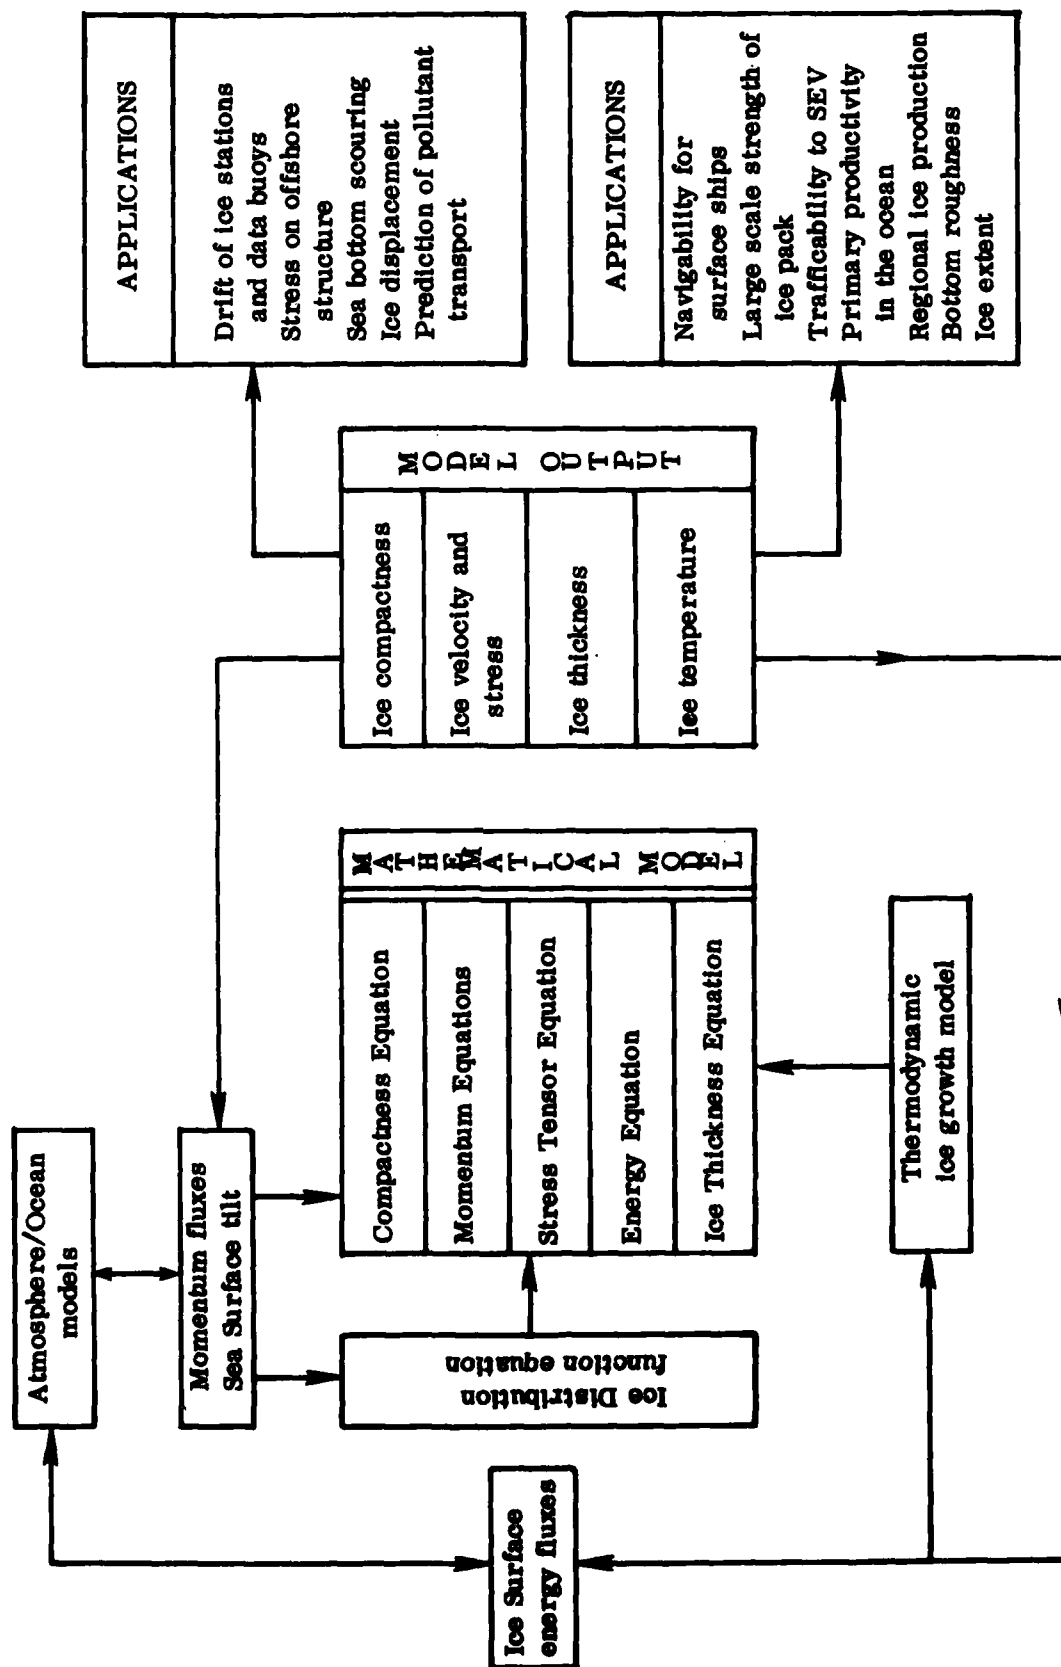 Atmosphere/Ocean
models
Momentum fluxes
Sea Surface tilt
Ice Surface
energy fluxes
Ice Distribution
function equation
Compactness Equation
Momentum Equations
Stress Tensor Equation
Energy Equation
Ice Thickness Equation
MATHEMATICAL MODEL
Thermodynamic
ice growth model
Ice compactness
Ice velocity and
stress
Ice thickness
Ice temperature
MODEL OUTPUT
APPLICATIONS
Drift of ice stations
and data buoys
Stress on offshore
structure
Sea bottom scouring
Ice displacement
Prediction of pollutant
transport
APPLICATIONS
Navigability for
surface ships
Large scale strength of
ice pack
Trafficability to SEV
Primary productivity
in the ocean
Regional ice production
Bottom roughness
Ice extent